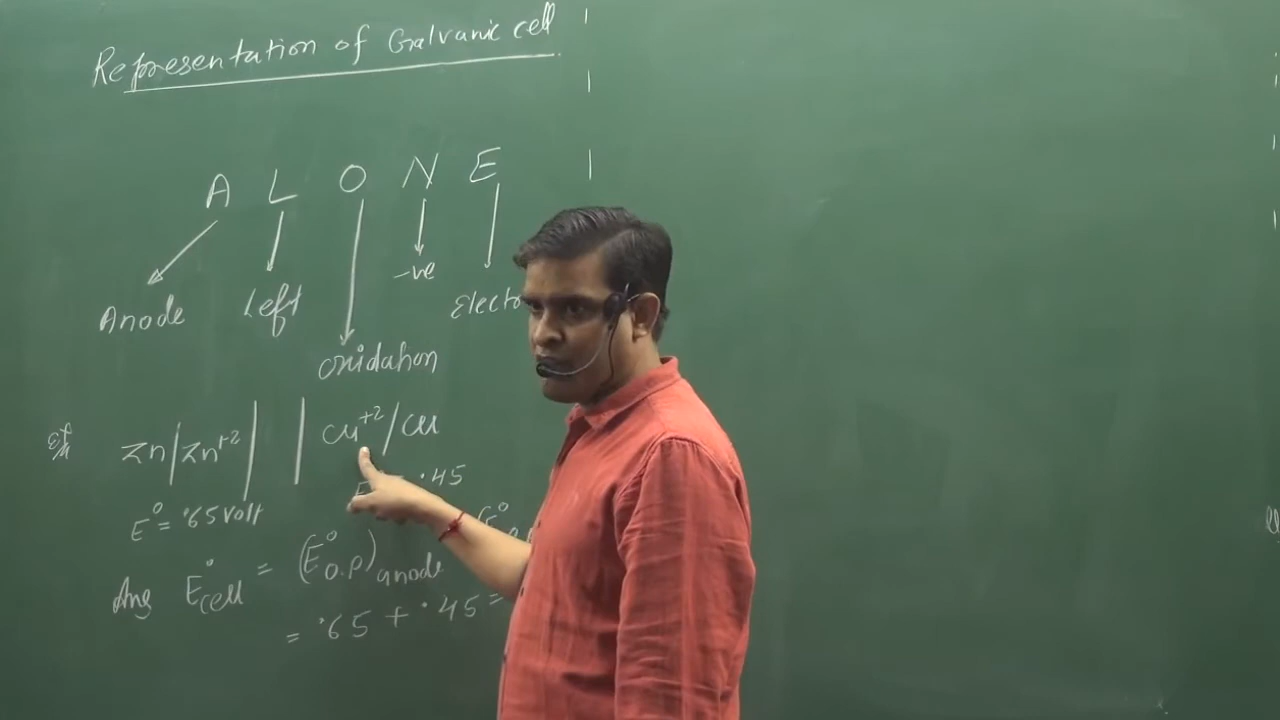 Representation of Galvanic cell
A L O N E
Anode Left -ve Electro
oxidation
Ex Zn|Zn+2| |Cu+2/Cu
E° = .65 volt .45
Ans E°cell = (E°O.P)anode
= .65 + .45 =